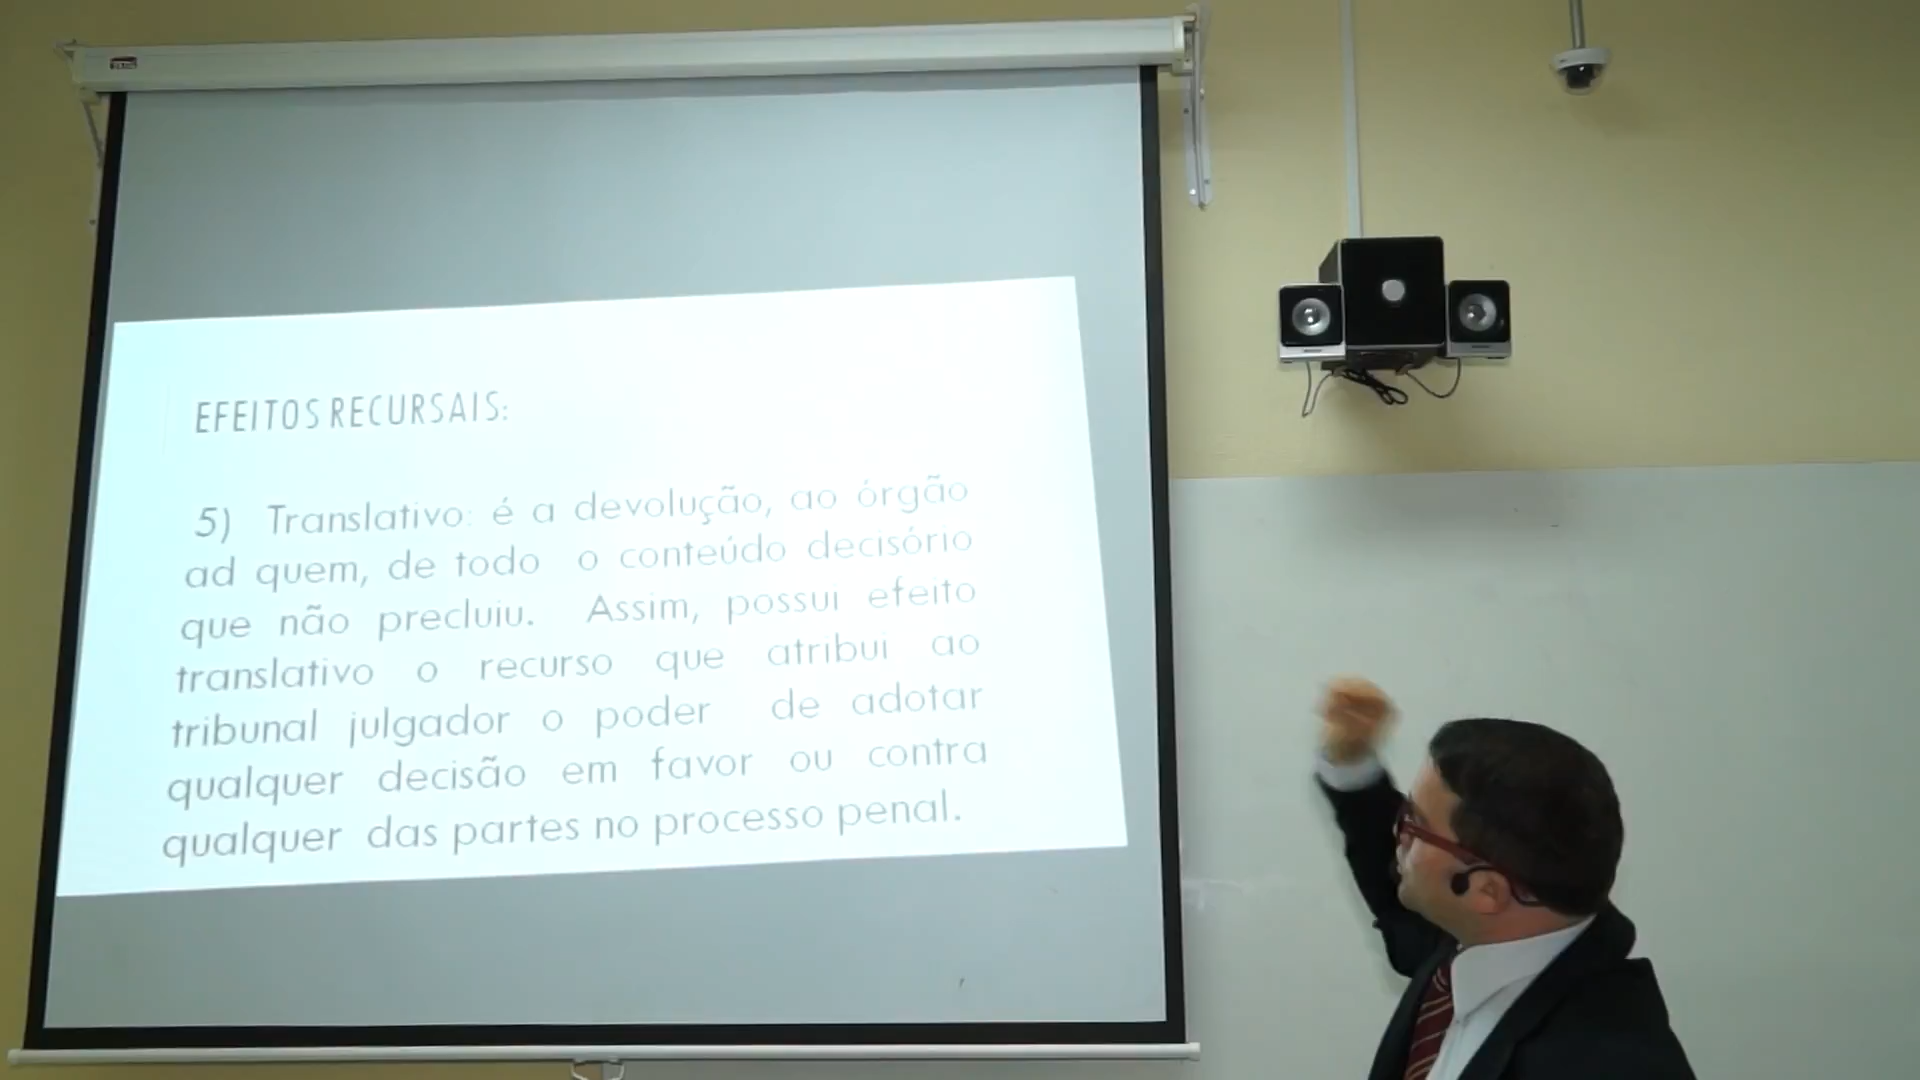 EFEITOS RECURSAIS:
5) Translativo: é a devolução, ao órgão
ad quem, de todo o conteúdo decisório
que não precluiu. Assim, possui efeito
translativo o recurso que atribui ao
tribunal julgador o poder de adotar
qualquer decisão em favor ou contra
qualquer das partes no processo penal.